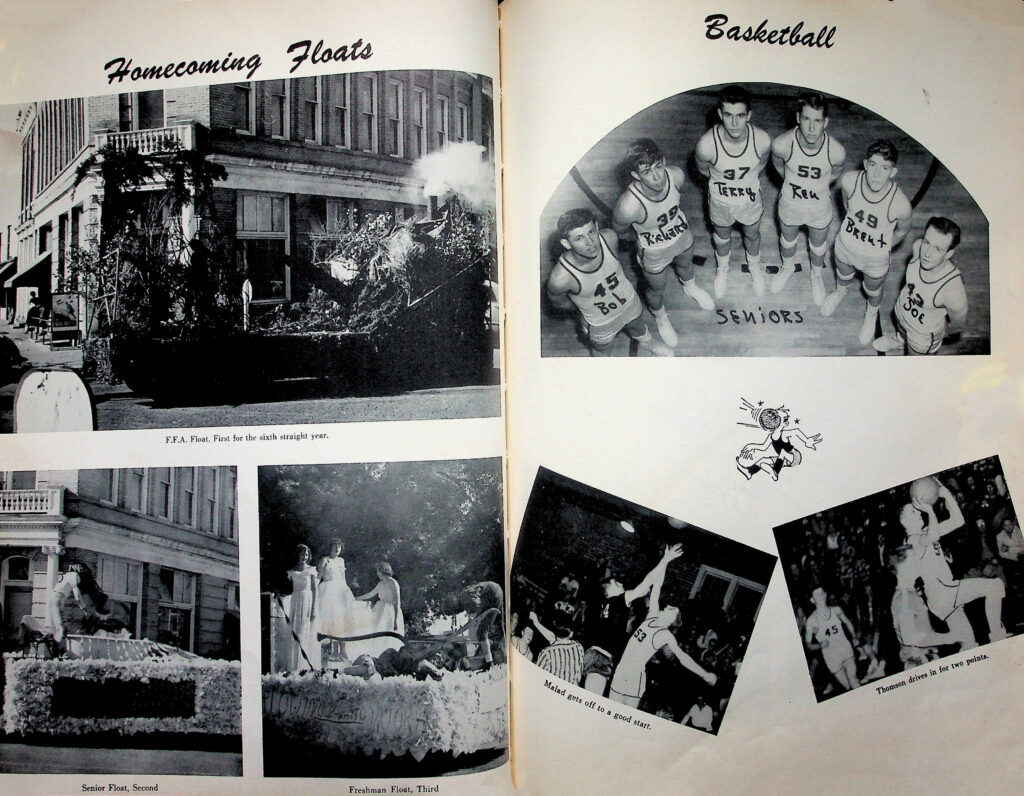 Homecoming Floats
F.F.A. Float, First for the sixth straight year.
Senior Float, Second
Freshman Float, Third
Basketball
37
Terry
53
Ren
39
Richard
49
Brent
45
Bob
43
Joe
SENIORS
53
45
Malad gets off to a good start.
Thomson drives in for two points.